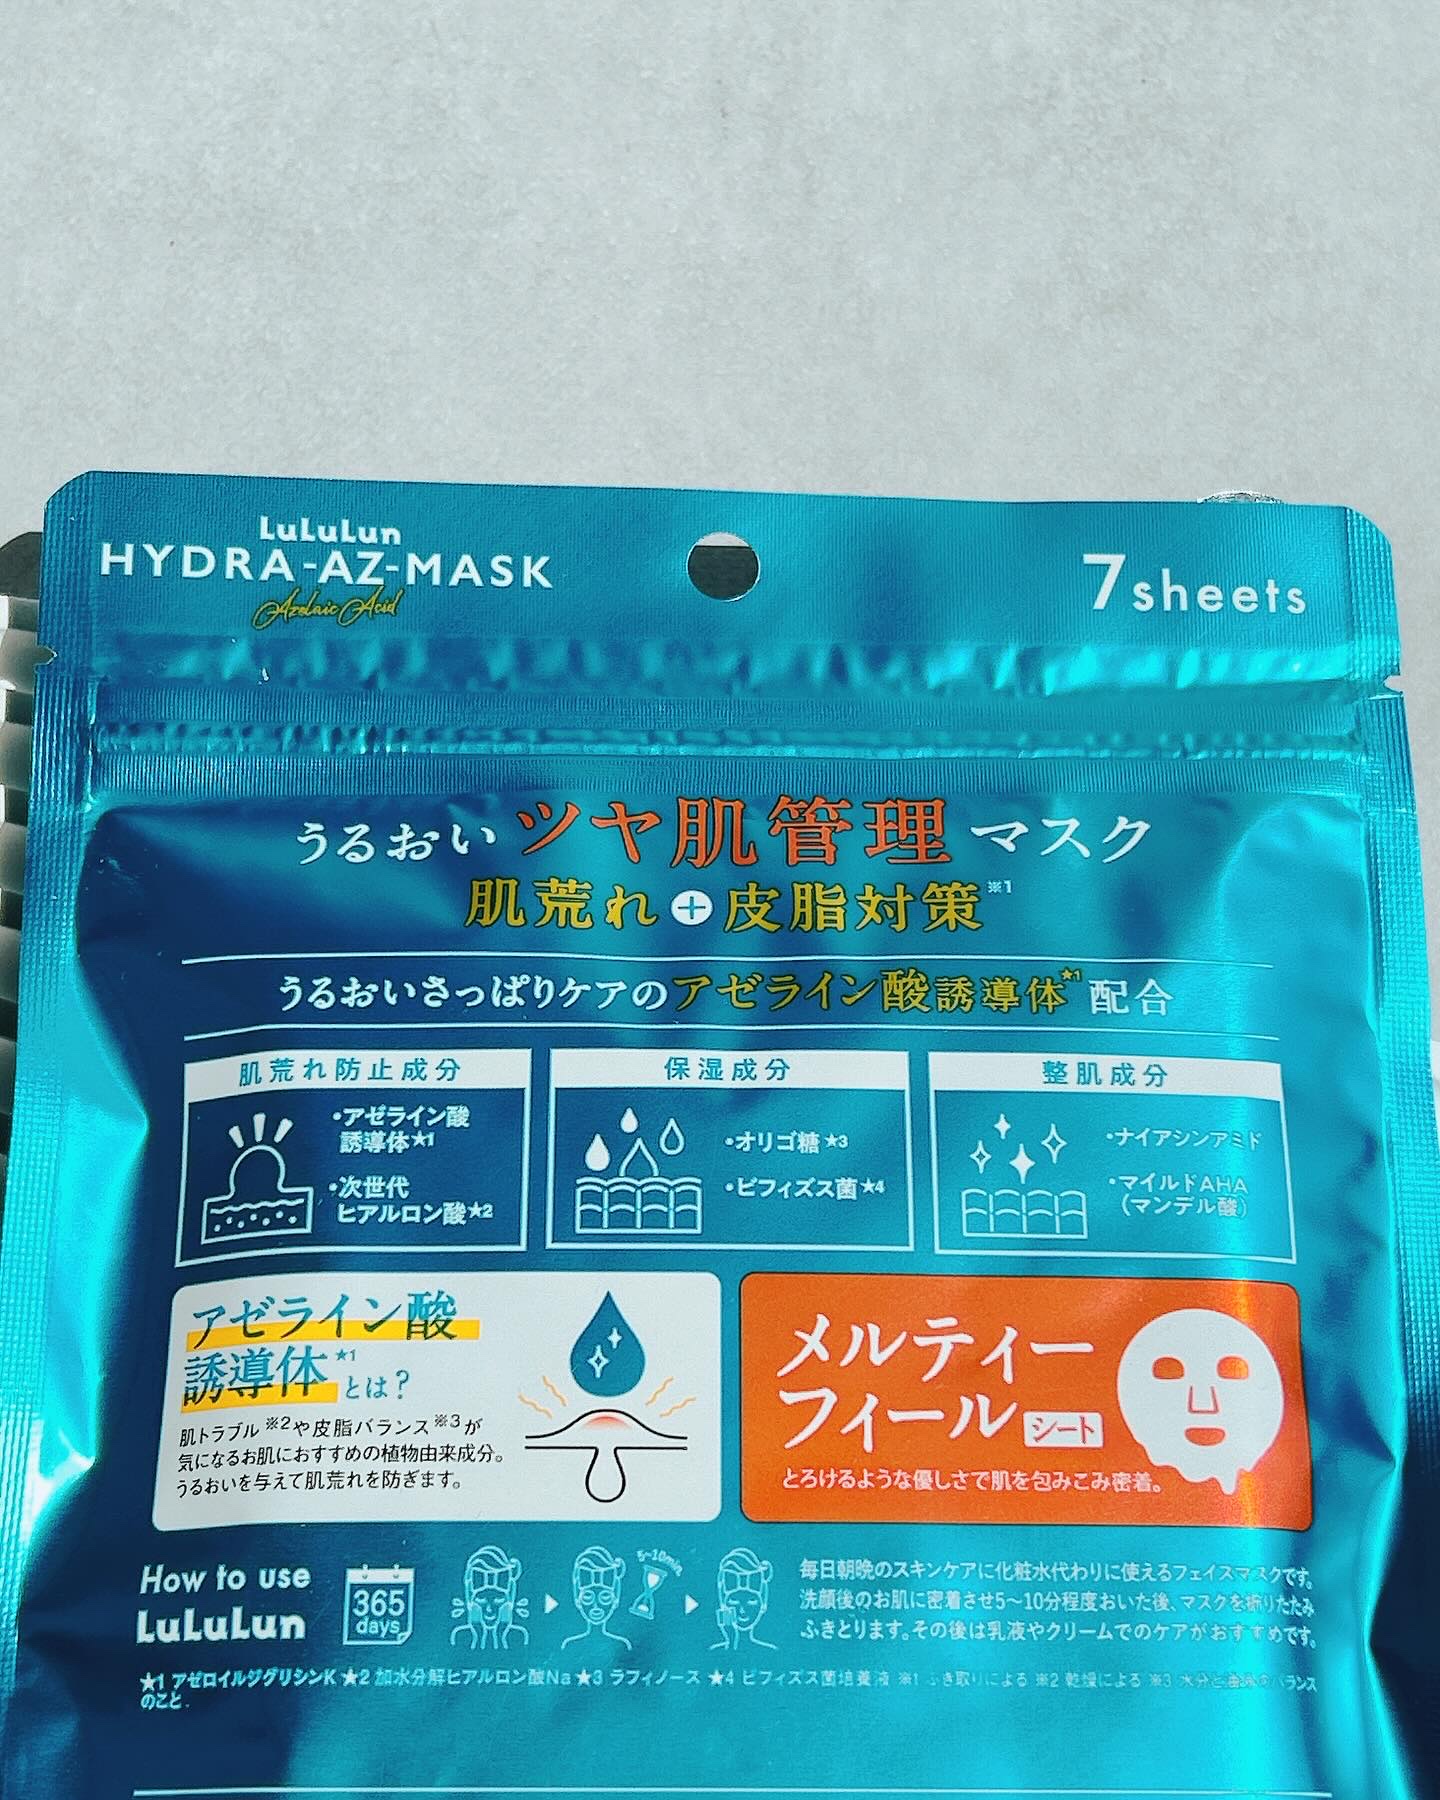 LuLuLun
HYDRA-AZ-MASK
Azelaic Acid
7sheets
うるおいツヤ肌管理マスク
肌荒れ+皮脂対策※1
うるおいさっぱりケアのアゼライン酸誘導体★1配合
肌荒れ防止成分
・アゼライン酸
誘導体★1
・次世代
ヒアルロン酸★2
保湿成分
・オリゴ糖★3
・ビフィズス菌★4
整肌成分
・ナイアシンアミド
・マイルドAHA
(マンデル酸)
アゼライン酸
誘導体★1とは?
肌トラブル※2や皮脂バランス※3が
気になるお肌におすすめの植物由来成分。
うるおいを与えて肌荒れを防ぎます。
メルティー
フィールシート
とろけるような優しさで肌を包みこみ密着。
How to use
LuLuLun
365
days
5~10min
毎日朝晩のスキンケアに化粧水代わりに使えるフェイスマスクです。
洗顔後のお肌に密着させ5~10分程度おいた後、マスクを折りたたみ
ふきとります。その後は乳液やクリームでのケアがおすすめです。
★1 アゼロイルジグリシンK ★2 加水分解ヒアルロン酸Na ★3 ラフィノース ★4 ビフィズス菌培養液 ※1 ふき取りによる ※2 乾燥による ※3 水分と油分のバランス
のこと。